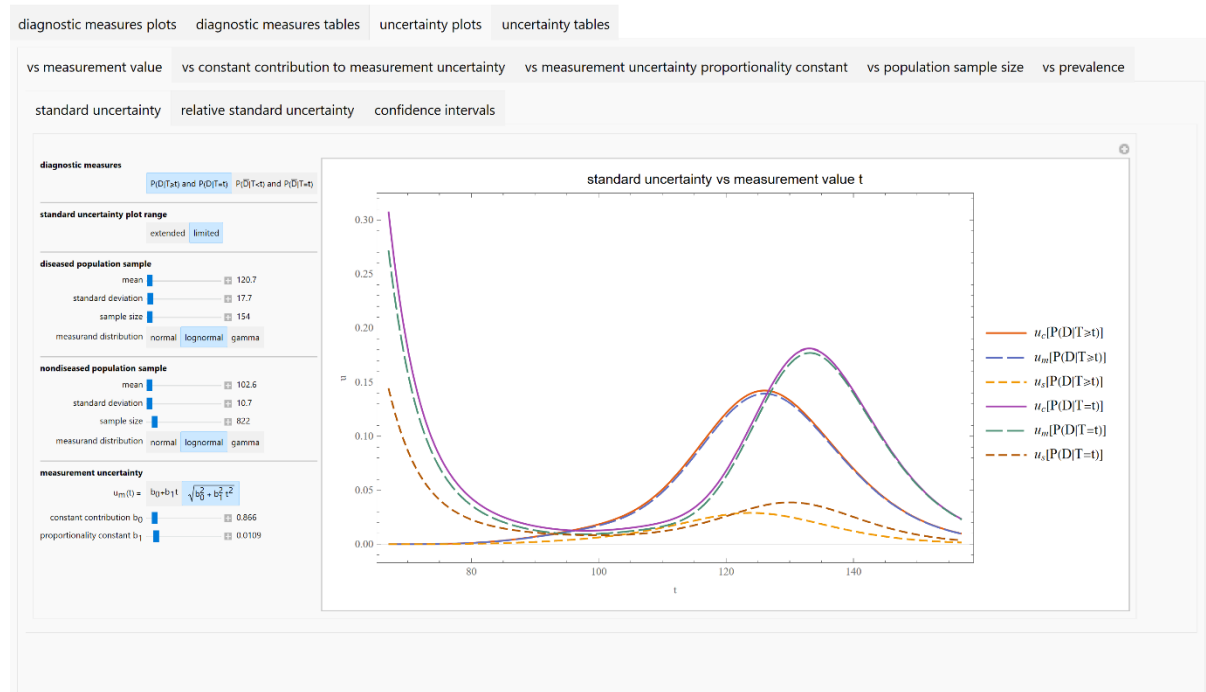 diagnostic measures plots diagnostic measures tables uncertainty plots uncertainty tables
vs measurement value vs constant contribution to measurement uncertainty vs measurement uncertainty proportionality constant vs population sample size vs prevalence
standard uncertainty relative standard uncertainty confidence intervals
diagnostic measures
P(D|T⩾t) and P(D|T=t) P(D̅|T<t) and P(D̅|T=t)
standard uncertainty plot range
extended limited
diseased population sample
mean 120.7
standard deviation 17.7
sample size 154
measurand distribution normal lognormal gamma
nondiseased population sample
mean 102.6
standard deviation 10.7
sample size 822
measurand distribution normal lognormal gamma
measurement uncertainty
uₘ(t) = b₀+b₁t √(b₀² + b₁² t²)
constant contribution b₀ 0.866
proportionality constant b₁ 0.0109
standard uncertainty vs measurement value t
0.30
0.25
0.20
0.15
0.10
0.05
0.00
u
80 100 120 140
t
u_c[P(D|T⩾t)]
u_m[P(D|T⩾t)]
u_s[P(D|T⩾t)]
u_c[P(D|T=t)]
u_m[P(D|T=t)]
u_s[P(D|T=t)]